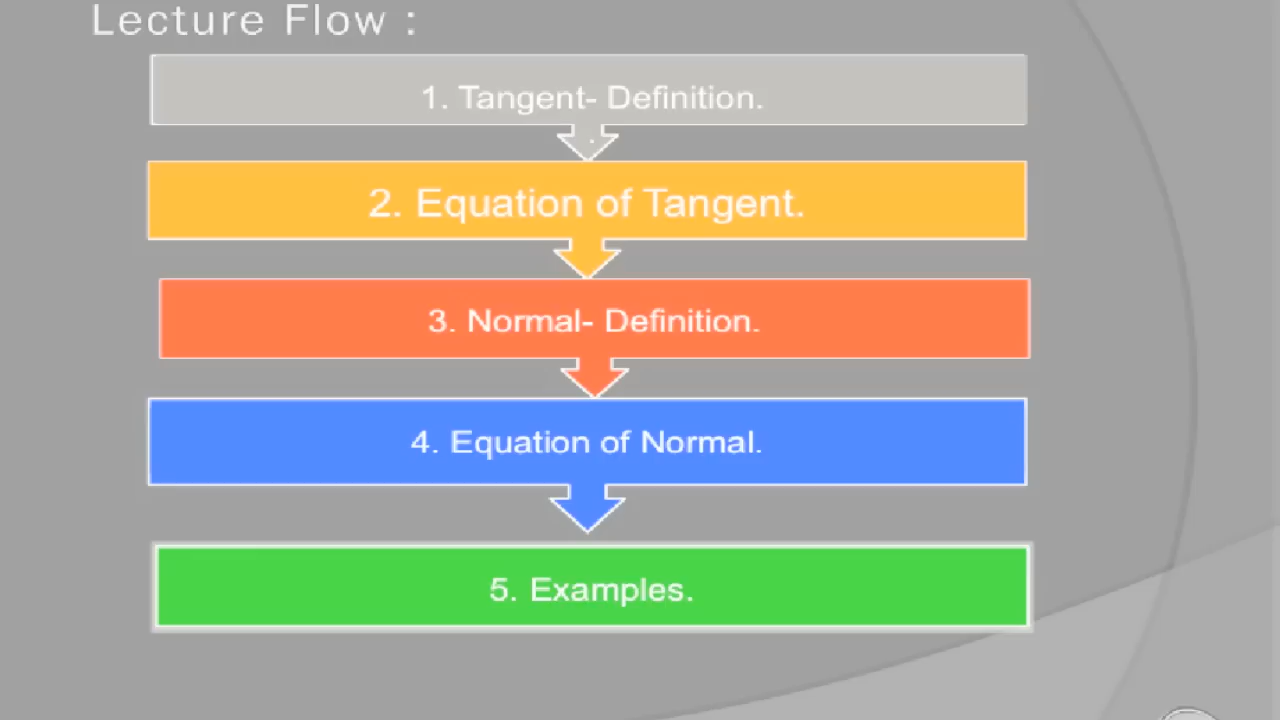 Lecture Flow :
1. Tangent- Definition.
2. Equation of Tangent.
3. Normal- Definition.
4. Equation of Normal.
5. Examples.